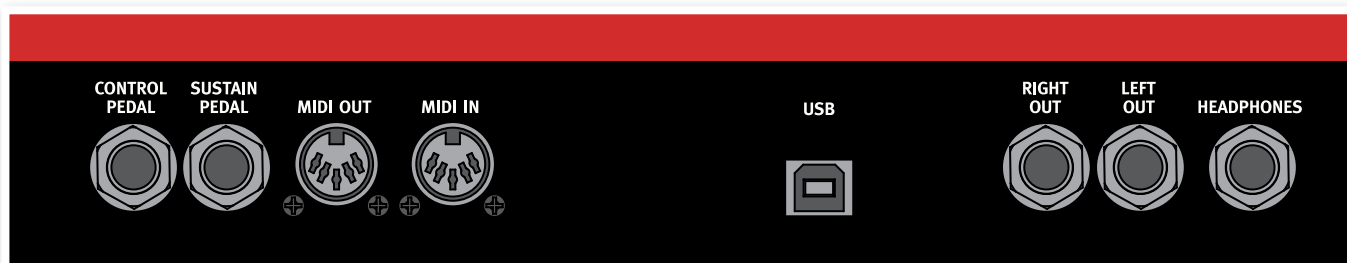 CONTROL
PEDAL
SUSTAIN
PEDAL
MIDI OUT
MIDI IN
USB
RIGHT
OUT
LEFT
OUT
HEADPHONES